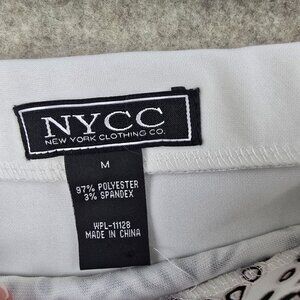 NYCC
NEW YORK CLOTHING CO.
M
97% POLYESTER
3% SPANDEX
WPL-11128
MADE IN CHINA